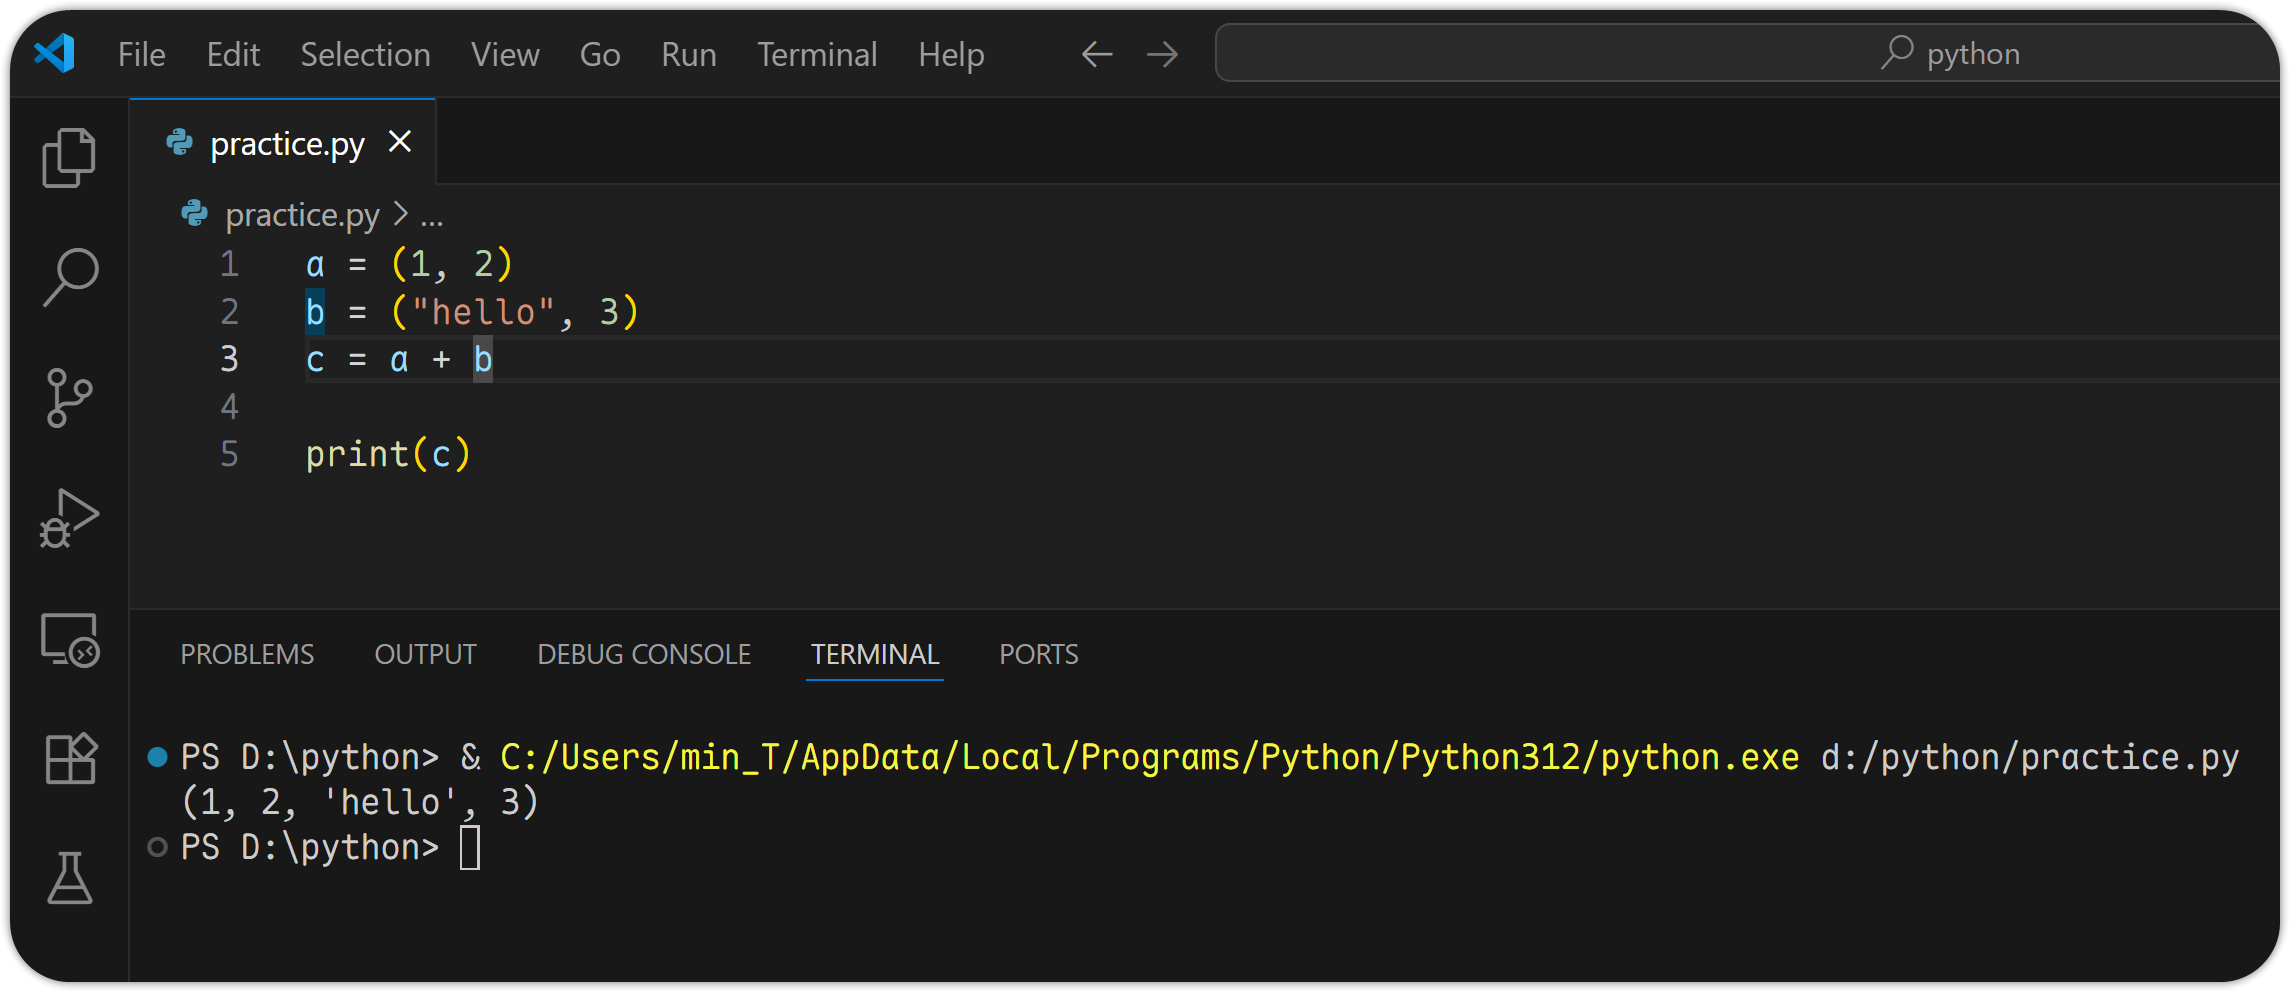 File Edit Selection View Go Run Terminal Help python
practice.py
practice.py > ...
1 a = (1, 2)
2 b = ("hello", 3)
3 c = a + b
4
5 print(c)
PROBLEMS OUTPUT DEBUG CONSOLE TERMINAL PORTS
PS D:\python> & C:/Users/min_T/AppData/Local/Programs/Python/Python312/python.exe d:/python/practice.py
(1, 2, 'hello', 3)
PS D:\python>